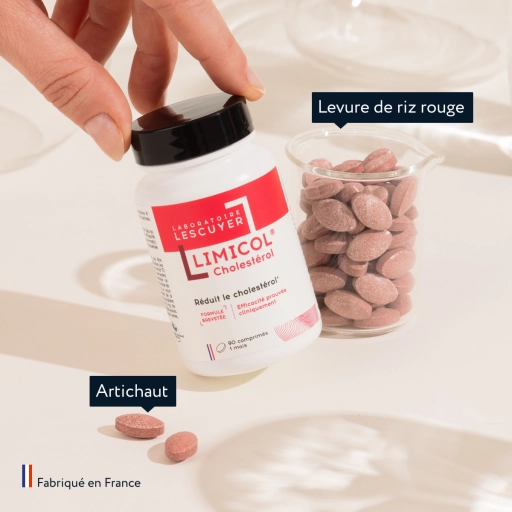 Levure de riz rouge
LABORATOIRE
LESCUYER
LIMICOL®
Cholestérol
Réduit le cholestérol*
FORMULE
BREVETÉE
Efficacité prouvée
cliniquement
90 comprimés
1 mois
Artichaut
Fabriqué en France